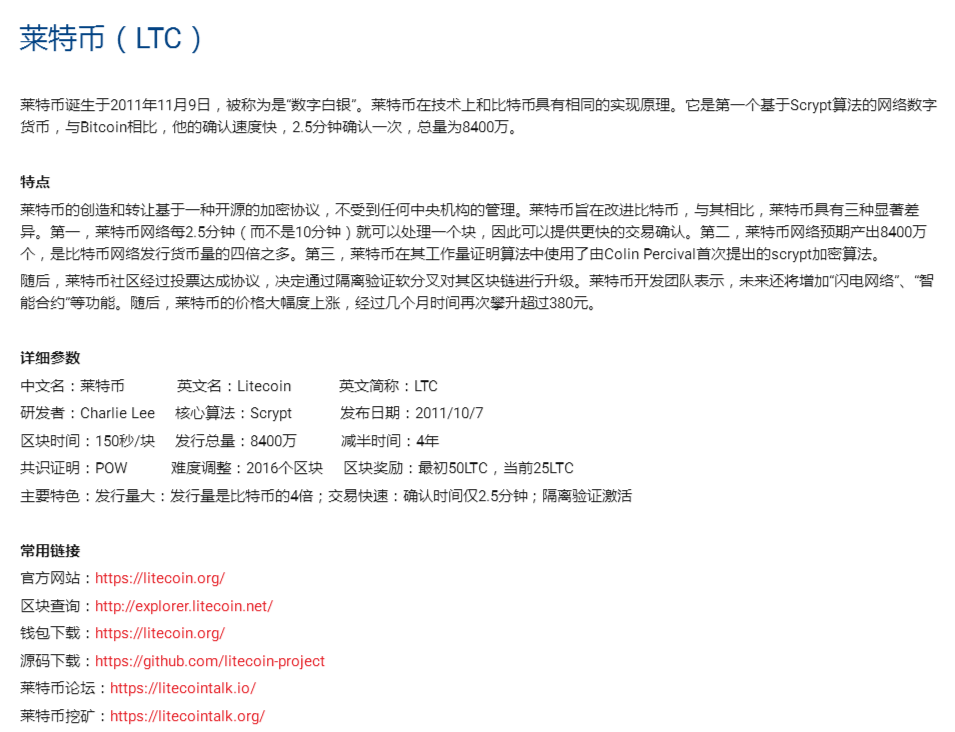 莱特币（LTC）
莱特币诞生于2011年11月9日，被称为是“数字白银”。莱特币在技术上和比特币具有相同的实现原理。它是第一个基于Scrypt算法的网络数字
货币，与Bitcoin相比，他的确认速度快，2.5分钟确认一次，总量为8400万。
特点
莱特币的创造和转让基于一种开源的加密协议，不受到任何中央机构的管理。莱特币旨在改进比特币，与其相比，莱特币具有三种显著差
异。第一，莱特币网络每2.5分钟（而不是10分钟）就可以处理一个块，因此可以提供更快的交易确认。第二，莱特币网络预期产出8400万
个，是比特币网络发行货币量的四倍之多。第三，莱特币在其工作量证明算法中使用了由Colin Percival首次提出的scrypt加密算法。
随后，莱特币社区经过投票达成协议，决定通过隔离验证软分叉对其区块链进行升级。莱特币开发团队表示，未来还将增加“闪电网络”、“智
能合约”等功能。随后，莱特币的价格大幅度上涨，经过几个月时间再次攀升超过380元。
详细参数
中文名：莱特币 英文名：Litecoin 英文简称：LTC
研发者：Charlie Lee 核心算法：Scrypt 发布日期：2011/10/7
区块时间：150秒/块 发行总量：8400万 减半时间：4年
共识证明：POW 难度调整：2016个区块 区块奖励：最初50LTC，当前25LTC
主要特色：发行量大：发行量是比特币的4倍；交易快速：确认时间仅2.5分钟；隔离验证激活
常用链接
官方网站：https://litecoin.org/
区块查询：http://explorer.litecoin.net/
钱包下载：https://litecoin.org/
源码下载：https://github.com/litecoin-project
莱特币论坛：https://litecointalk.io/
莱特币挖矿：https://litecointalk.org/